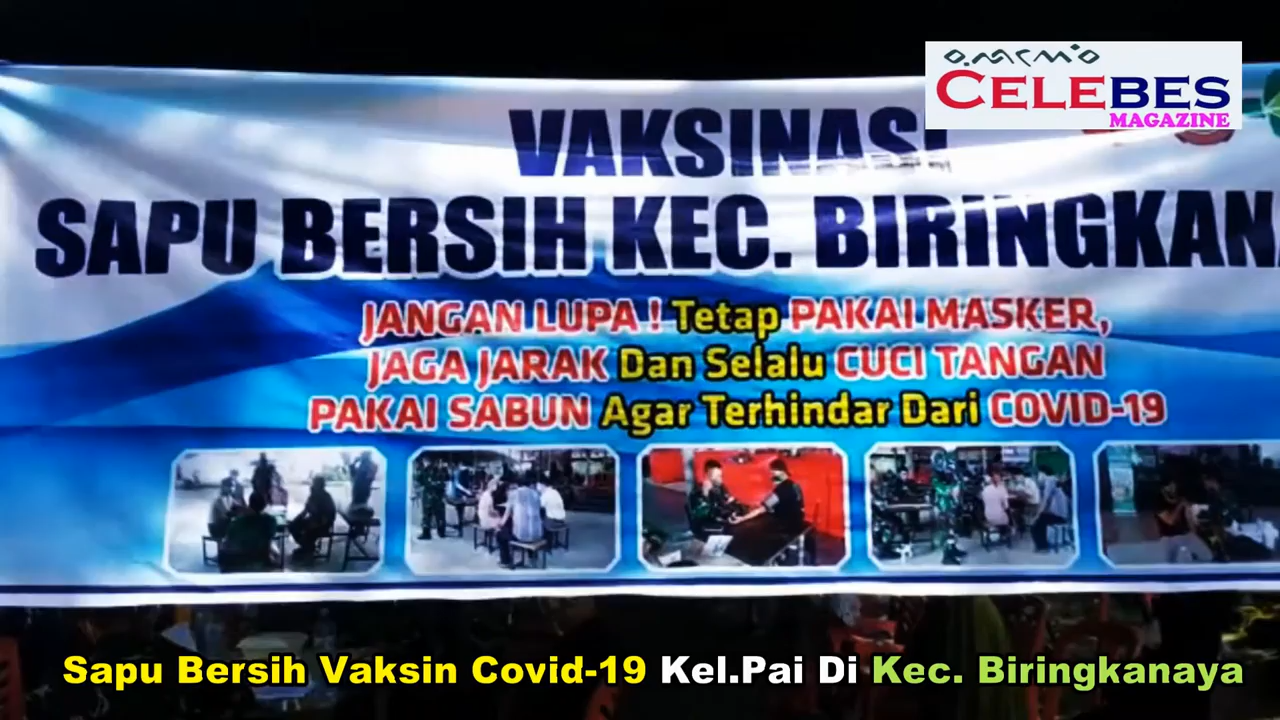 CELEBES
MAGAZINE
VAKSINASI
SAPU BERSIH KEC. BIRINGKANA
JANGAN LUPA ! Tetap PAKAI MASKER,
JAGA JARAK Dan Selalu CUCI TANGAN
PAKAI SABUN Agar Terhindar Dari COVID-19
Sapu Bersih Vaksin Covid-19 Kel.Pai Di Kec. Biringkanaya